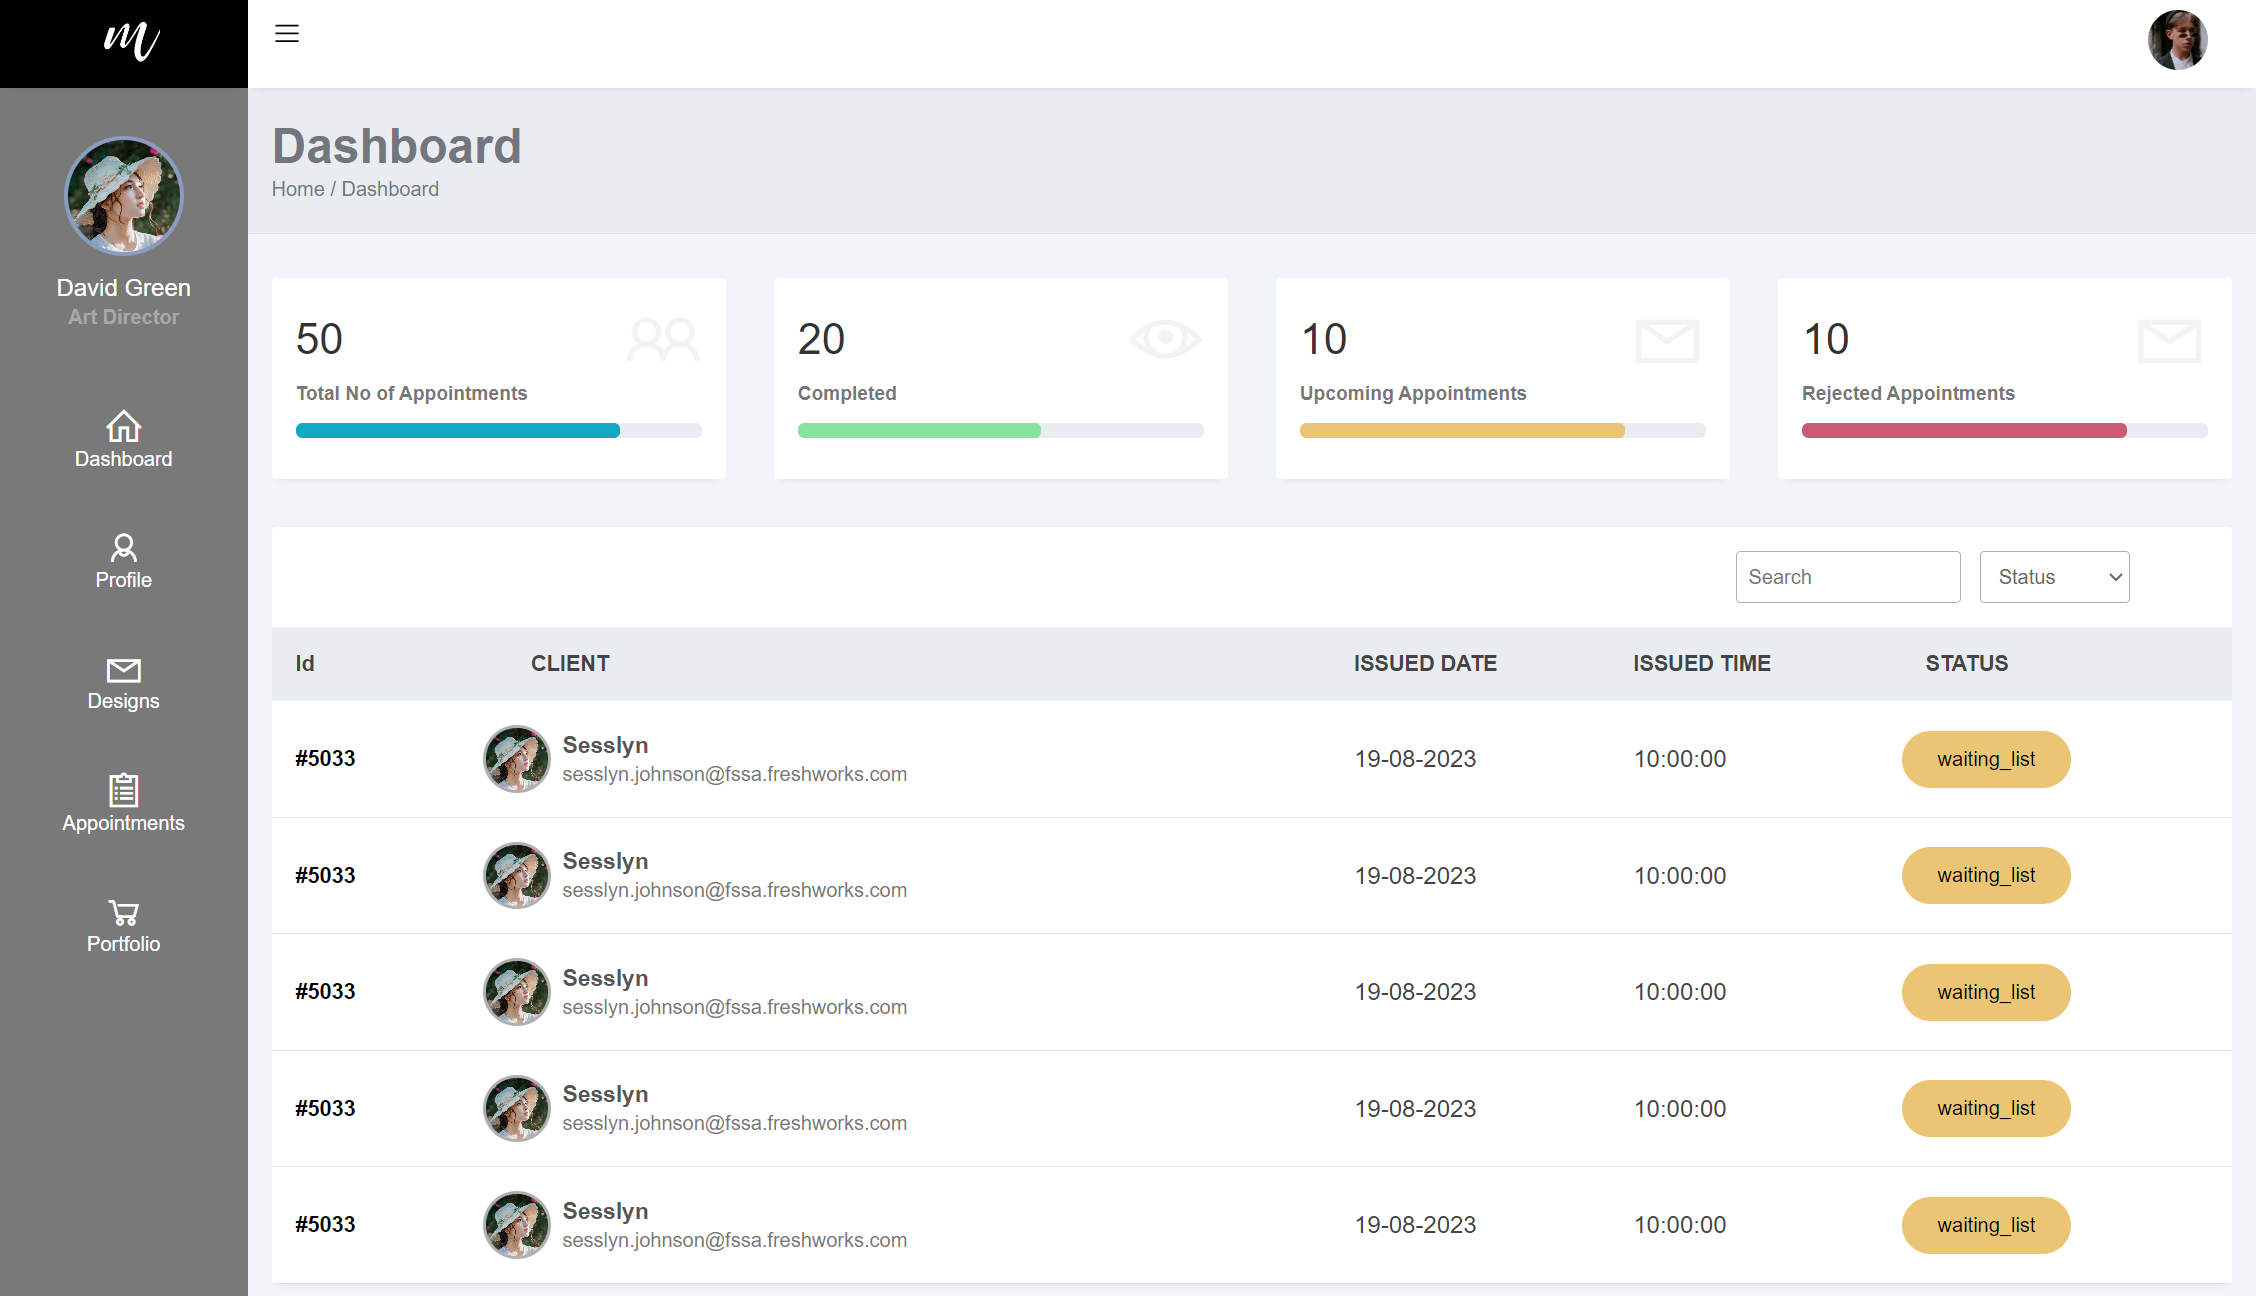 m
Dashboard
Home / Dashboard
David Green
Art Director
Dashboard
Profile
Designs
Appointments
Portfolio
50
Total No of Appointments
20
Completed
10
Upcoming Appointments
10
Rejected Appointments
Search
Status
Id CLIENT ISSUED DATE ISSUED TIME STATUS
#5033 Sesslyn 19-08-2023 10:00:00 waiting_list
sesslyn.johnson@fssa.freshworks.com
#5033 Sesslyn 19-08-2023 10:00:00 waiting_list
sesslyn.johnson@fssa.freshworks.com
#5033 Sesslyn 19-08-2023 10:00:00 waiting_list
sesslyn.johnson@fssa.freshworks.com
#5033 Sesslyn 19-08-2023 10:00:00 waiting_list
sesslyn.johnson@fssa.freshworks.com
#5033 Sesslyn 19-08-2023 10:00:00 waiting_list
sesslyn.johnson@fssa.freshworks.com